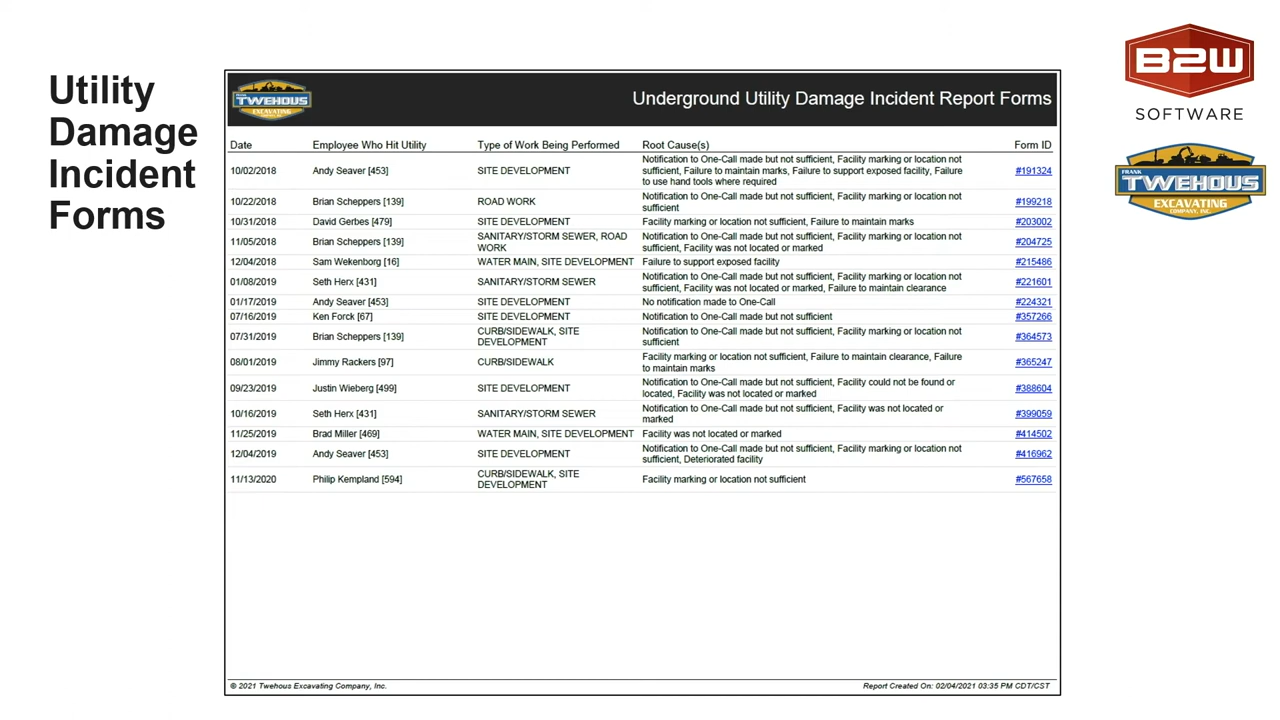 Utility
Damage
Incident
Forms
B2W
SOFTWARE
FRANK
TWEHOUS
EXCAVATING
COMPANY, INC.
FRANK
TWEHOUS
EXCAVATING
COMPANY, INC.
Underground Utility Damage Incident Report Forms
Date Employee Who Hit Utility Type of Work Being Performed Root Cause(s) Form ID
10/02/2018 Andy Seaver [453] SITE DEVELOPMENT Notification to One-Call made but not sufficient, Facility marking or location not
sufficient, Failure to maintain marks, Failure to support exposed facility, Failure
to use hand tools where required #191324
10/22/2018 Brian Scheppers [139] ROAD WORK Notification to One-Call made but not sufficient, Facility marking or location not
sufficient #199218
10/31/2018 David Gerbes [479] SITE DEVELOPMENT Facility marking or location not sufficient, Failure to maintain marks #203002
11/05/2018 Brian Scheppers [139] SANITARY/STORM SEWER, ROAD
WORK Notification to One-Call made but not sufficient, Facility marking or location not
sufficient, Facility was not located or marked #204725
12/04/2018 Sam Wekenborg [16] WATER MAIN, SITE DEVELOPMENT Failure to support exposed facility #215486
01/08/2019 Seth Herx [431] SANITARY/STORM SEWER Notification to One-Call made but not sufficient, Facility marking or location not
sufficient, Facility was not located or marked, Failure to maintain clearance #221601
01/17/2019 Andy Seaver [453] SITE DEVELOPMENT No notification made to One-Call #224321
07/16/2019 Ken Forck [67] SITE DEVELOPMENT Notification to One-Call made but not sufficient #357266
07/31/2019 Brian Scheppers [139] CURB/SIDEWALK, SITE
DEVELOPMENT Notification to One-Call made but not sufficient, Facility marking or location not
sufficient #364573
08/01/2019 Jimmy Rackers [97] CURB/SIDEWALK Facility marking or location not sufficient, Failure to maintain clearance, Failure
to maintain marks #365247
09/23/2019 Justin Wieberg [499] SITE DEVELOPMENT Notification to One-Call made but not sufficient, Facility could not be found or
located, Facility was not located or marked #388604
10/16/2019 Seth Herx [431] SANITARY/STORM SEWER Notification to One-Call made but not sufficient, Facility was not located or
marked #399059
11/25/2019 Brad Miller [469] WATER MAIN, SITE DEVELOPMENT Facility was not located or marked #414502
12/04/2019 Andy Seaver [453] SITE DEVELOPMENT Notification to One-Call made but not sufficient, Facility marking or location not
sufficient, Deteriorated facility #416962
11/13/2020 Philip Kempland [594] CURB/SIDEWALK, SITE
DEVELOPMENT Facility marking or location not sufficient #567658
© 2021 Twehous Excavating Company, Inc. Report Created On: 02/04/2021 03:35 PM CDT/CST